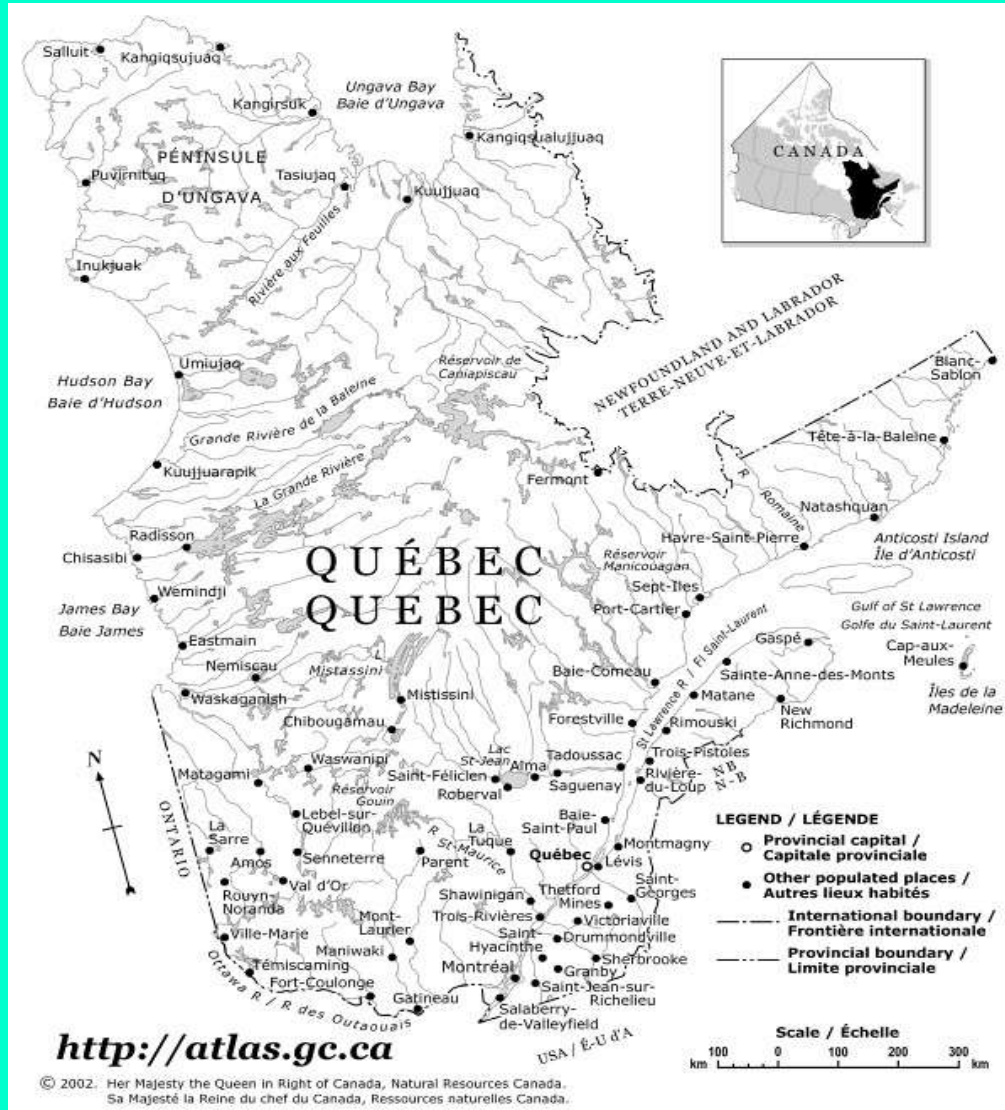 Salluit
Kangiqsujuaq
Ungava Bay
Baie d'Ungava
Kangirsuk
Kangiqsualujjuaq
CANADA
PÉNINSULE
D'UNGAVA
Puvirnituq
Tasiujaq
Kuujjuaq
Inukjuak
Rivière aux Feuilles
NEWFOUNDLAND AND LABRADOR
TERRE-NEUVE-ET-LABRADOR
Réservoir de
Caniapiscau
Umiujaq
Hudson Bay
Baie d'Hudson
Blanc-
Sablon
Grande Rivière de la Baleine
Tête-à-la-Baleine
Kuujjuarapik
La Grande Rivière
Fermont
R Romaine
Natashquan
Radisson
Chisasibi
Havre-Saint-Pierre
Anticosti Island
Île d'Anticosti
QUÉBEC
QUEBEC
Réservoir
Manicouagan
Sept-Iles
Port-Cartier
Wemindji
James Bay
Baie James
Gulf of St Lawrence
Golfe du Saint-Laurent
Eastmain
St Lawrence R / Fl Saint-Laurent
Gaspé
Cap-aux-
Meules
Nemiscau
L
Mistassini
Baie-Comeau
Sainte-Anne-des-Monts
Waskaganish
Mistissini
Matane
New
Richmond
Îles de la
Madeleine
Chibougamau
Forestville
Rimouski
N
Lac
St-Jean
Tadoussac
Trois-Pistoles
NB
N-B
Waswanipi
Matagami
Saint-Félicien
Alma
Roberval
Saguenay
Rivière-
du-Loup
Réservoir
Gouin
ONTARIO
Lebel-sur-
Quévillon
R St-Maurice
La
Tuque
Baie-
Saint-Paul
LEGEND / LÉGENDE
Provincial capital /
Capitale provinciale
Other populated places /
Autres lieux habités
International boundary /
Frontière internationale
Provincial boundary /
Limite provinciale
La
Sarre
Amos
Senneterre
Parent
Québec
Montmagny
Lévis
Val d'Or
Rouyn-
Noranda
Shawinigan
Thetford
Mines
Saint-
Georges
Mont-
Laurier
Trois-Rivières
Victoriaville
Ville-Marie
Maniwaki
Saint-
Hyacinthe
Drummondville
Témiscaming
Montréal
Sherbrooke
Granby
Fort-Coulonge
Saint-Jean-sur-
Richelieu
Ottawa R / R des Outaouais
Gatineau
Salaberry-
de-Valleyfield
USA / É-U d'A
Scale / Échelle
100 0 100 200 300
km km
http://atlas.gc.ca
© 2002. Her Majesty the Queen in Right of Canada, Natural Resources Canada.
Sa Majesté la Reine du chef du Canada, Ressources naturelles Canada.